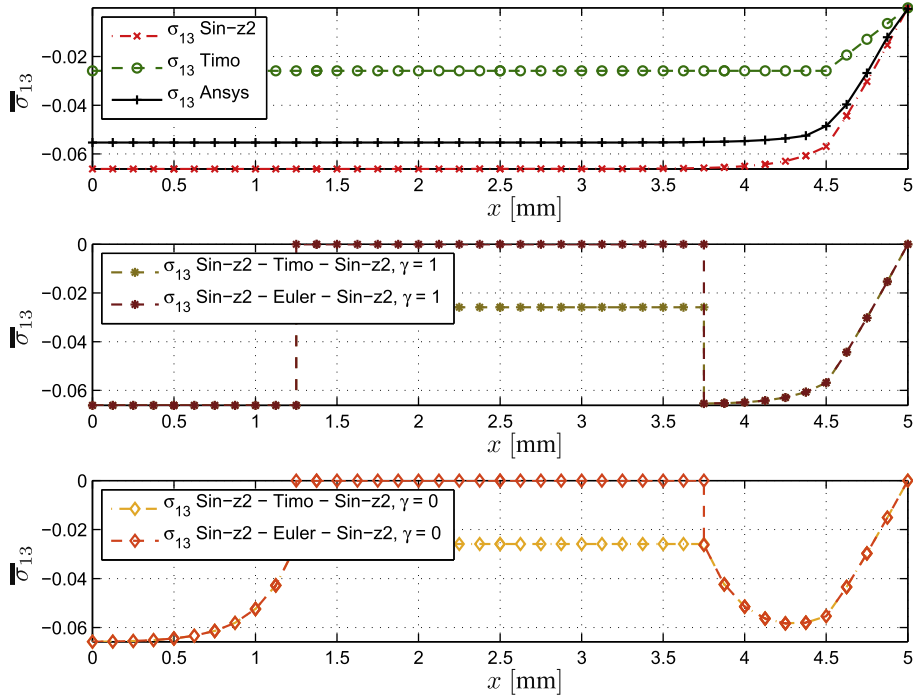 σ13 Sin−z2
σ13 Timo
σ13 Ansys
−0.02
−0.04
−0.06
σ13
0 0.5 1 1.5 2 2.5 3 3.5 4 4.5 5
x [mm]
σ13 Sin−z2 − Timo − Sin−z2, γ = 1
σ13 Sin−z2 − Euler − Sin−z2, γ = 1
0
−0.02
−0.04
−0.06
σ13
0 0.5 1 1.5 2 2.5 3 3.5 4 4.5 5
x [mm]
σ13 Sin−z2 − Timo − Sin−z2, γ = 0
σ13 Sin−z2 − Euler − Sin−z2, γ = 0
0
−0.02
−0.04
−0.06
σ13
0 0.5 1 1.5 2 2.5 3 3.5 4 4.5 5
x [mm]